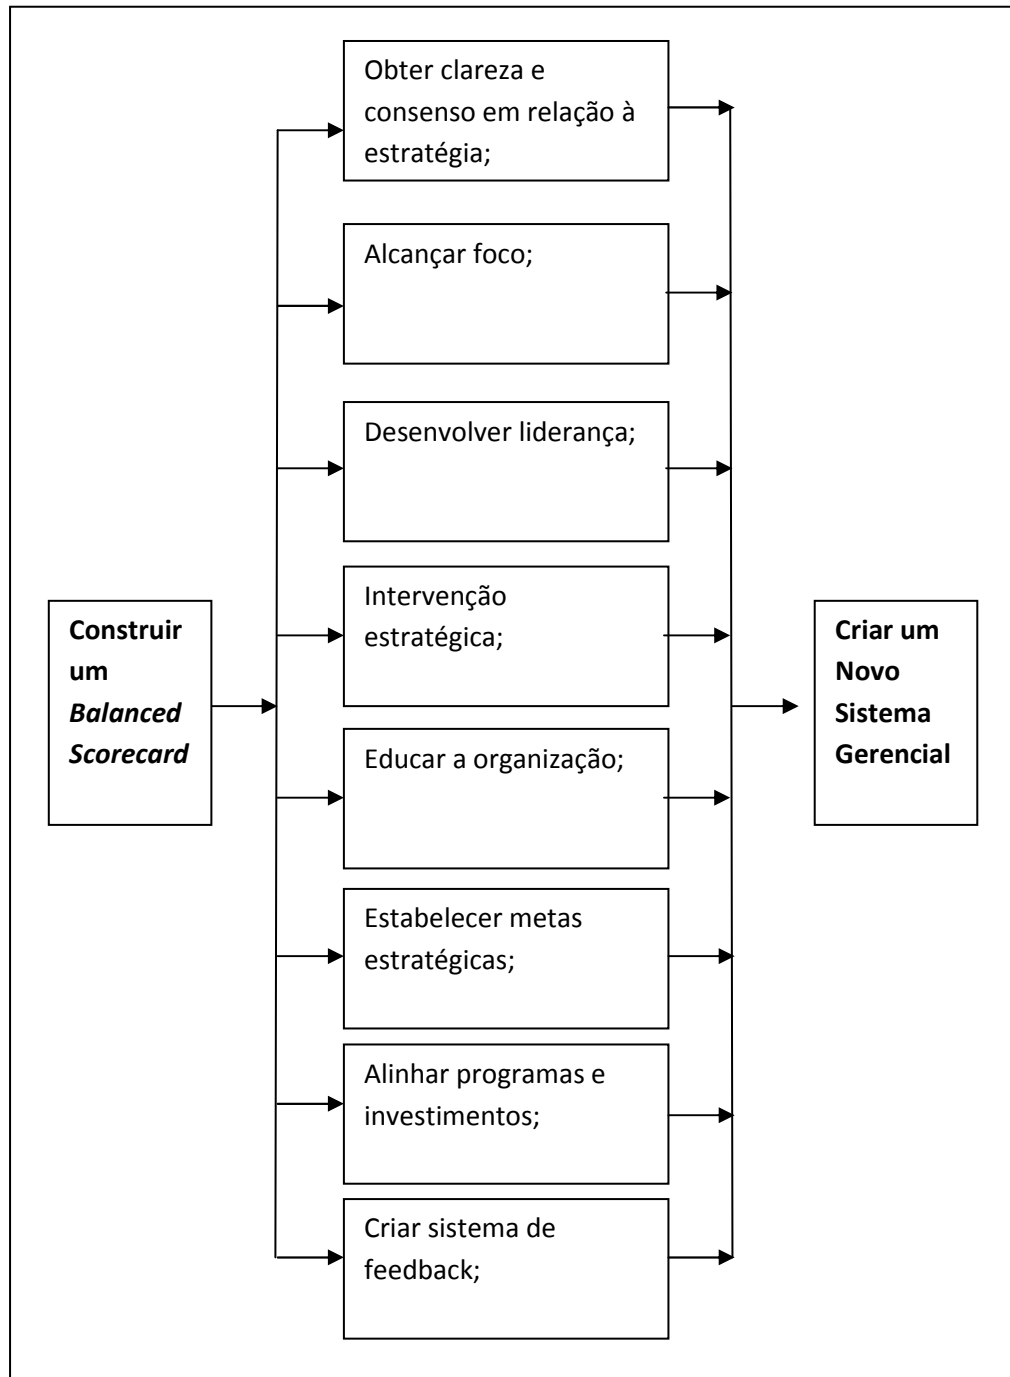 Obter clareza e
consenso em relação à
estratégia;
Alcançar foco;
Desenvolver liderança;
Intervenção
estratégica;
Construir
um
Balanced
Scorecard
Criar um
Novo
Sistema
Gerencial
Educar a organização;
Estabelecer metas
estratégicas;
Alinhar programas e
investimentos;
Criar sistema de
feedback;